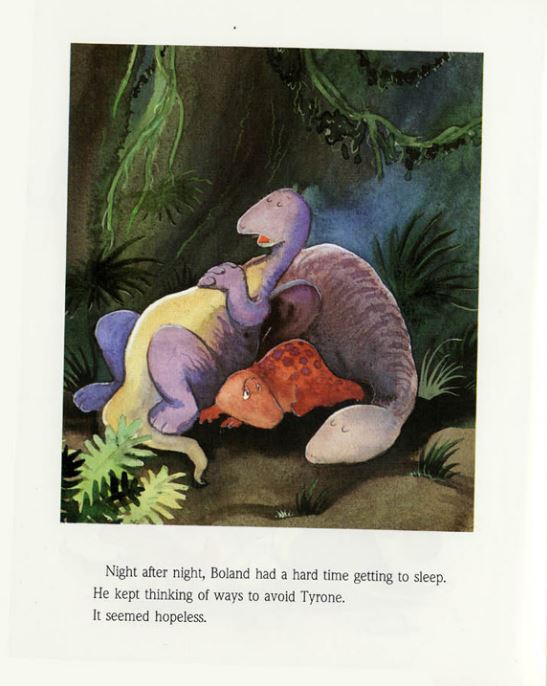 Night after night, Boland had a hard time getting to sleep.
He kept thinking of ways to avoid Tyrone.
It seemed hopeless.